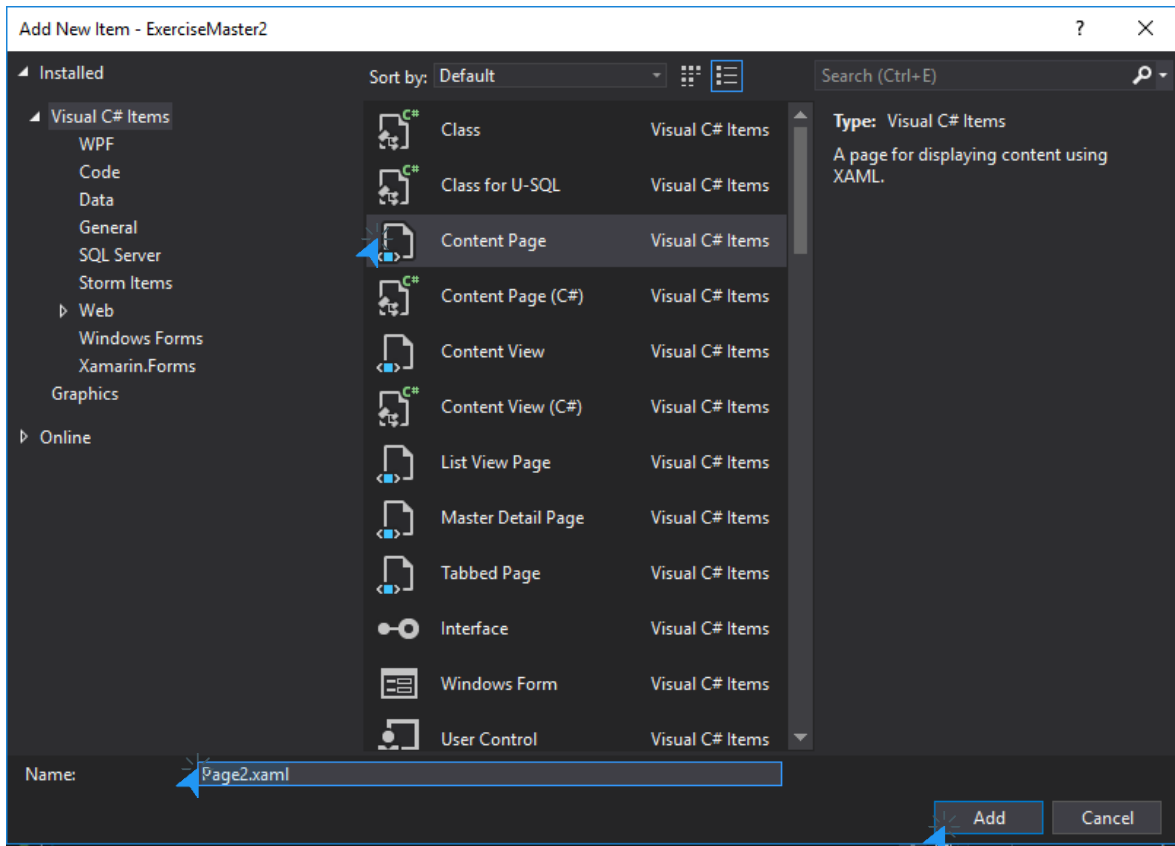 Add New Item - ExerciseMaster2
?
Installed
Sort by: Default
Search (Ctrl+E)
Visual C# Items
WPF
Code
Data
General
SQL Server
Storm Items
Web
Windows Forms
Xamarin.Forms
Graphics
Online
C# Class Visual C# Items
C# Class for U-SQL Visual C# Items
Content Page Visual C# Items
C# Content Page (C#) Visual C# Items
Content View Visual C# Items
C# Content View (C#) Visual C# Items
List View Page Visual C# Items
Master Detail Page Visual C# Items
Tabbed Page Visual C# Items
Interface Visual C# Items
Windows Form Visual C# Items
User Control Visual C# Items
Type: Visual C# Items
A page for displaying content using
XAML.
Name: Page2.xaml
Add Cancel